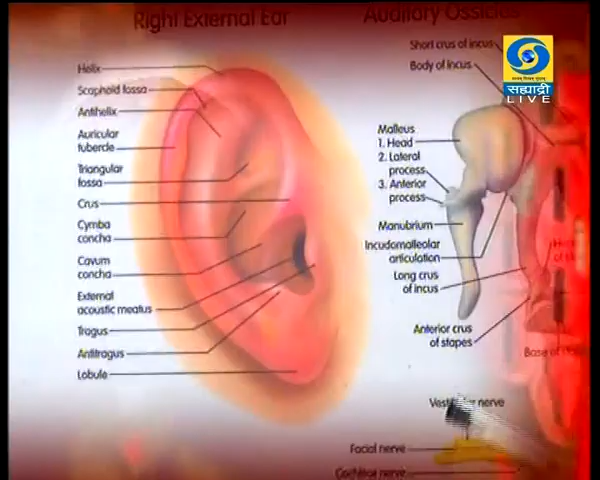 Right External Ear
Helix
Scaphoid fossa
Antihelix
Auricular
tubercle
Triangular
fossa
Crus
Cymba
concha
Cavum
concha
External
acoustic meatus
Tragus
Antitragus
Lobule
Auditory Ossicles
Short crus of incus
Body of incus
Malleus
1. Head
2. Lateral
process
3. Anterior
process
Manubrium
Incudomalleolar
articulation
Long crus
of incus
Anterior crus
of stapes
Base of
nerve
Facial nerve
Cochlear nerve
सह्याद्री
LIVE